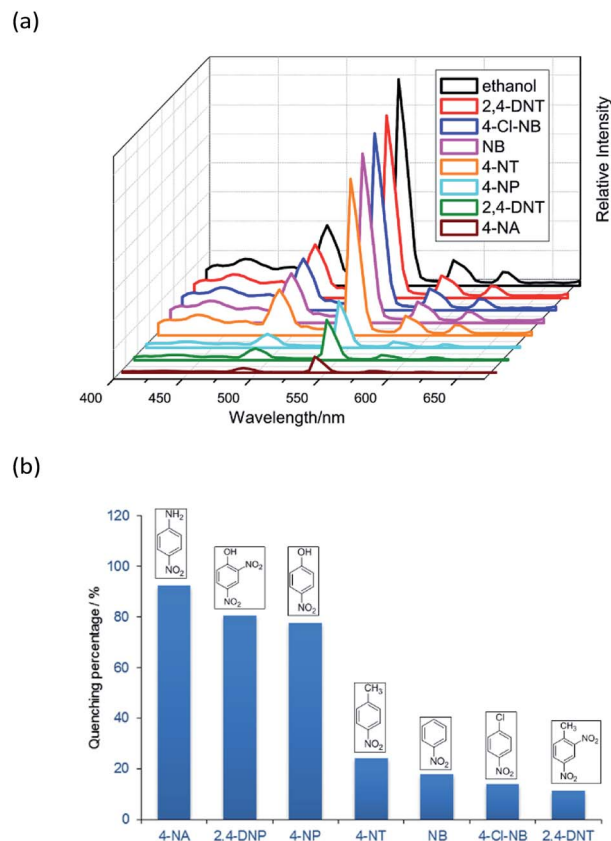 (a)
ethanol
2,4-DNT
4-Cl-NB
NB
4-NT
4-NP
2,4-DNT
4-NA
Relative Intensity
400
450
500
550
600
650
Wavelength/nm
(b)
Quenching percentage / %
120
100
80
60
40
20
0
NH2
NO2
OH
NO2
NO2
OH
NO2
CH3
NO2
NO2
Cl
NO2
CH3
NO2
NO2
4-NA 2.4-DNP 4-NP 4-NT NB 4-Cl-NB 2.4-DNT